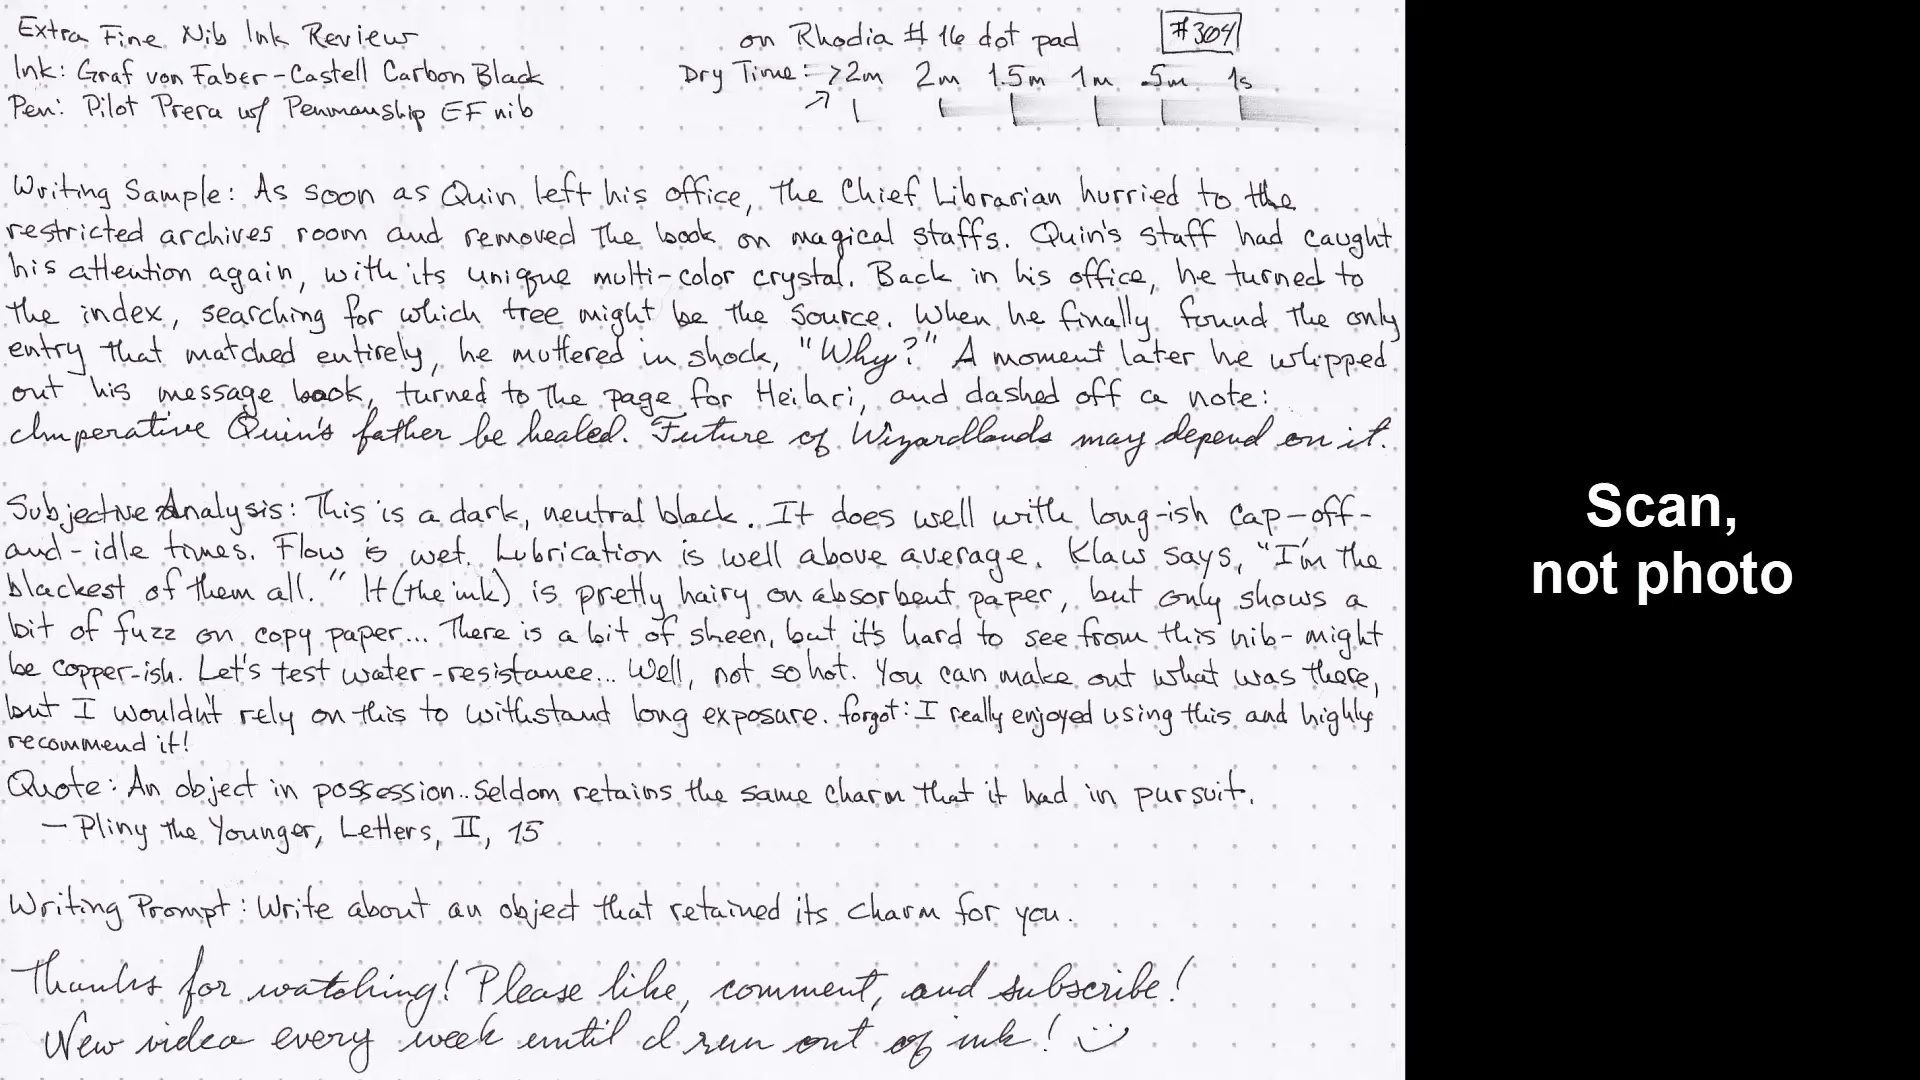 Extra Fine Nib Ink Review
on Rhodia #16 dot pad
#304
Ink: Graf von Faber-Castell Carbon Black
Dry Time: >2m 2m 1.5m 1m .5m 1s
Pen: Pilot Prera w/ Penmanship EF nib
Writing Sample: As soon as Quin left his office, the Chief Librarian hurried to the
restricted archives room and removed the book on magical staffs. Quin's staff had caught
his attention again, with its unique multi-color crystal. Back in his office, he turned to
the index, searching for which tree might be the source. When he finally found the only
entry that matched entirely, he muttered in shock, "Why?" A moment later he whipped
out his message book, turned to the page for Heilari, and dashed off a note:
Imperative Quin's father be healed. Future of Wizardlands may depend on it.
Subjective Analysis: This is a dark, neutral black. It does well with long-ish cap-off-
and-idle times. Flow is wet. Lubrication is well above average. Klaw says, "I'm the
blackest of them all." It (the ink) is pretty hairy on absorbent paper, but only shows a
bit of fuzz on copy paper... There is a bit of sheen, but it's hard to see from this nib- might
be copper-ish. Let's test water-resistance... Well, not so hot. You can make out what was there,
but I wouldn't rely on this to withstand long exposure. forgot: I really enjoyed using this and highly
recommend it!
Quote: An object in possession.. seldom retains the same charm that it had in pursuit.
— Pliny the Younger, Letters, II, 15
Writing Prompt: Write about an object that retained its charm for you.
Thanks for watching! Please like, comment, and subscribe!
New video every week until I run out of ink! :)
Scan,
not photo